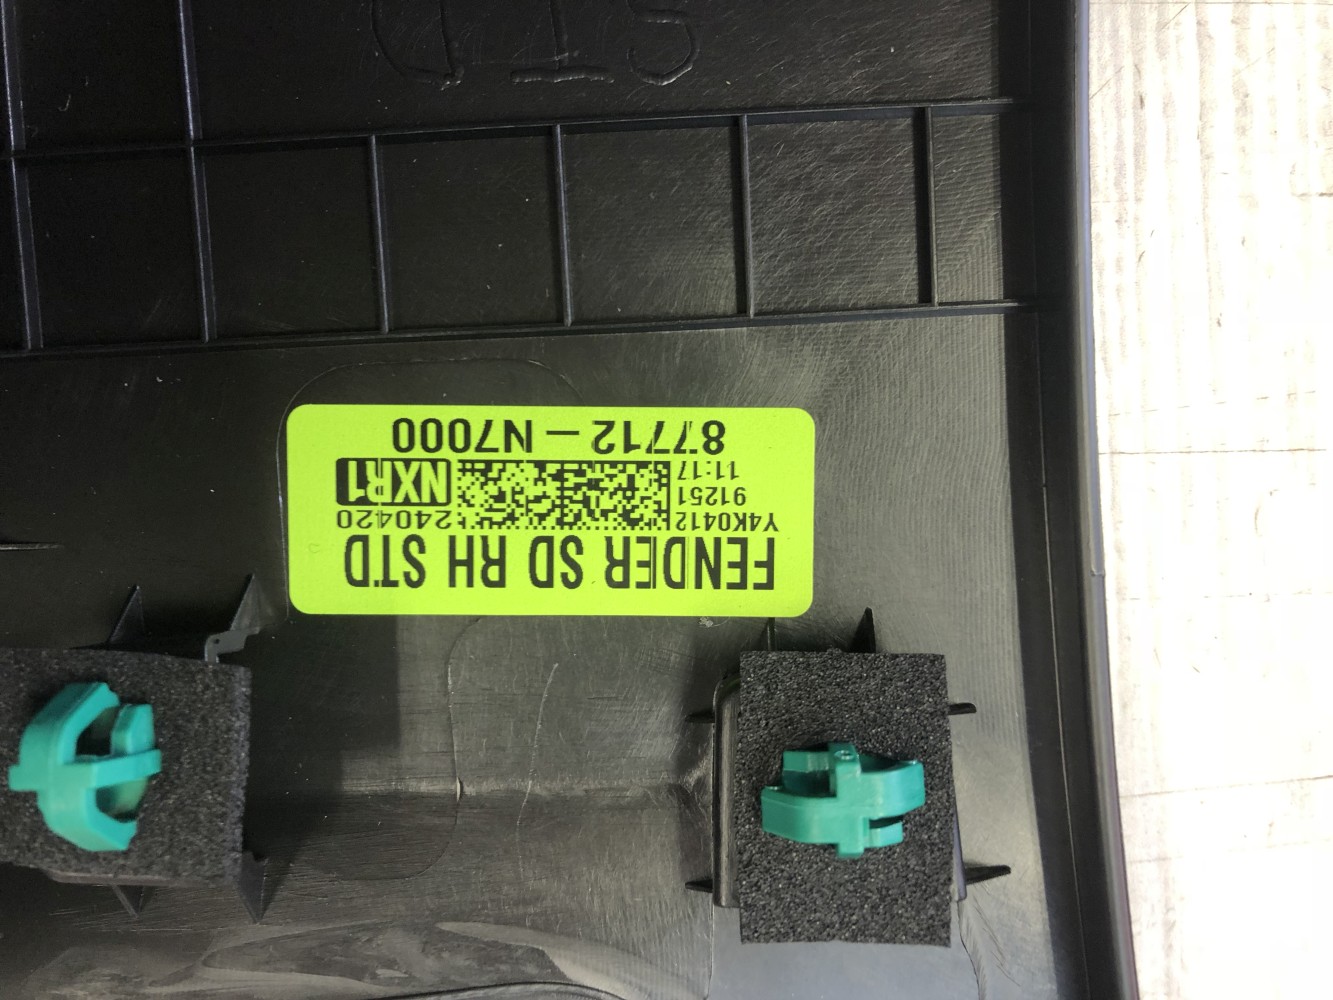 FENDER SD RH STD
Y4K0412 240420
91251 NXR1
11:17
87712 – N7000